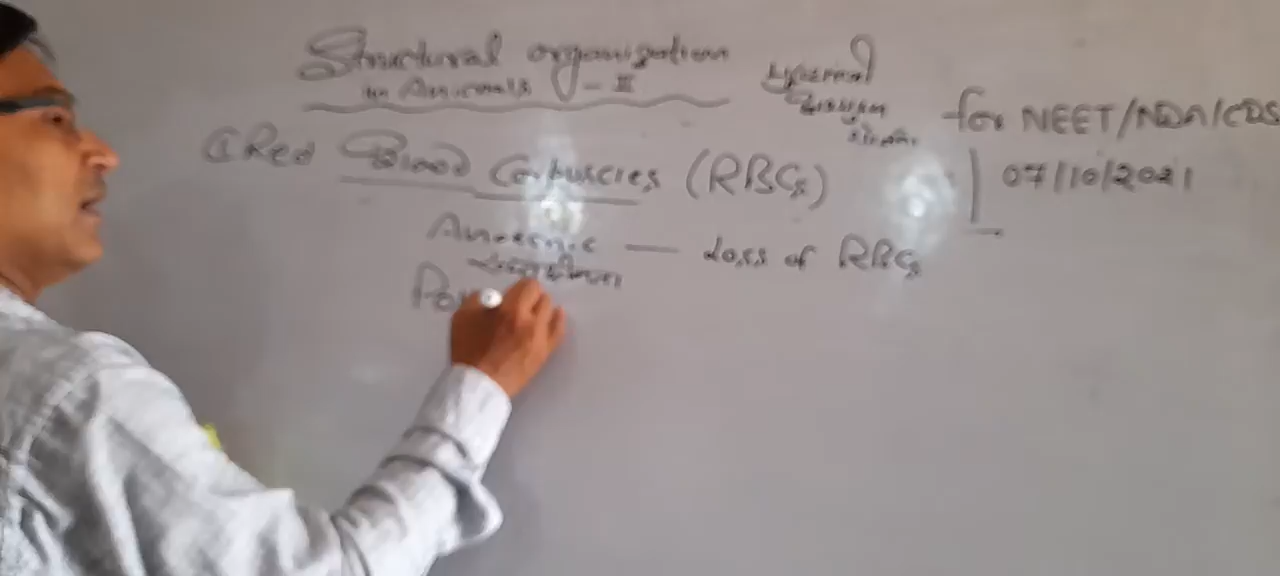 Structural organization
in Animals - II
for NEET/NDA/CDS
07/10/2021
Red Blood Corpuscles (RBCs)
Anaemic — Loss of RBCs
Po